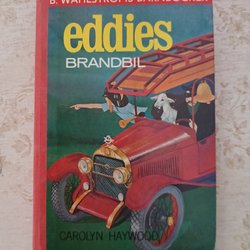 B. WAHLSTRÖMS BARNBÖCKER
eddies
BRANDBIL
CAROLYN HAYWOOD